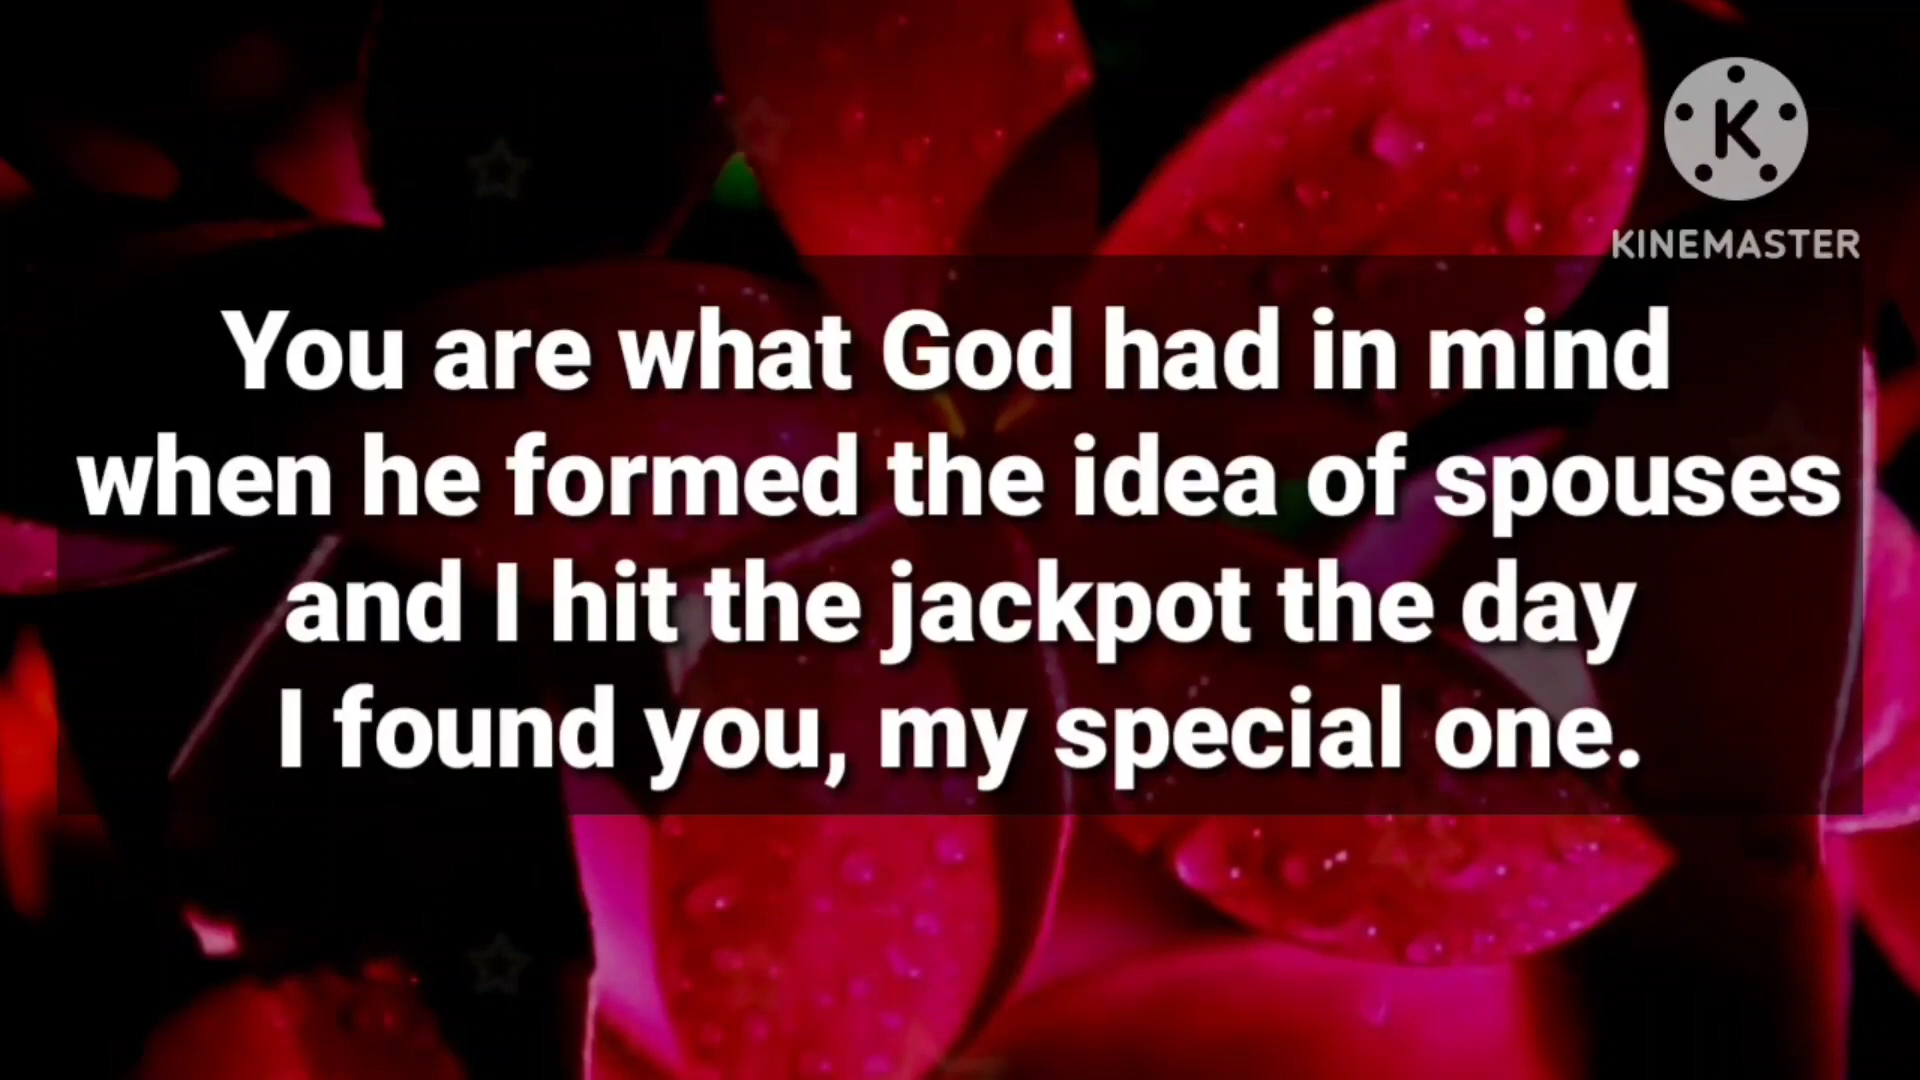 K
KINEMASTER
You are what God had in mind
when he formed the idea of spouses
and I hit the jackpot the day
I found you, my special one.